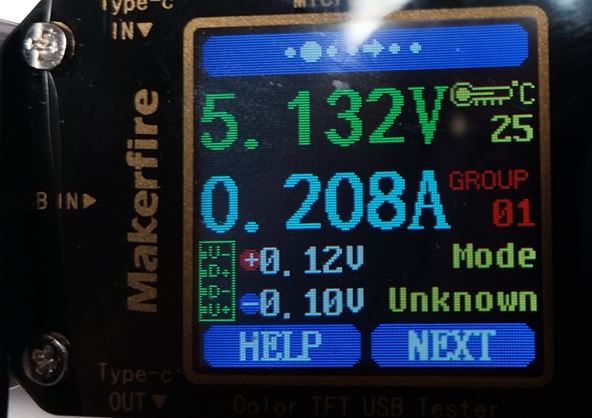 Type-c
IN▼
5.132V
℃
25
0.208A
GROUP
01
Makerfire
IN▶
+0.12V
Mode
-0.10V
Unknown
HELP
NEXT
Type-c
OUT▼
Color TFT USB Tester